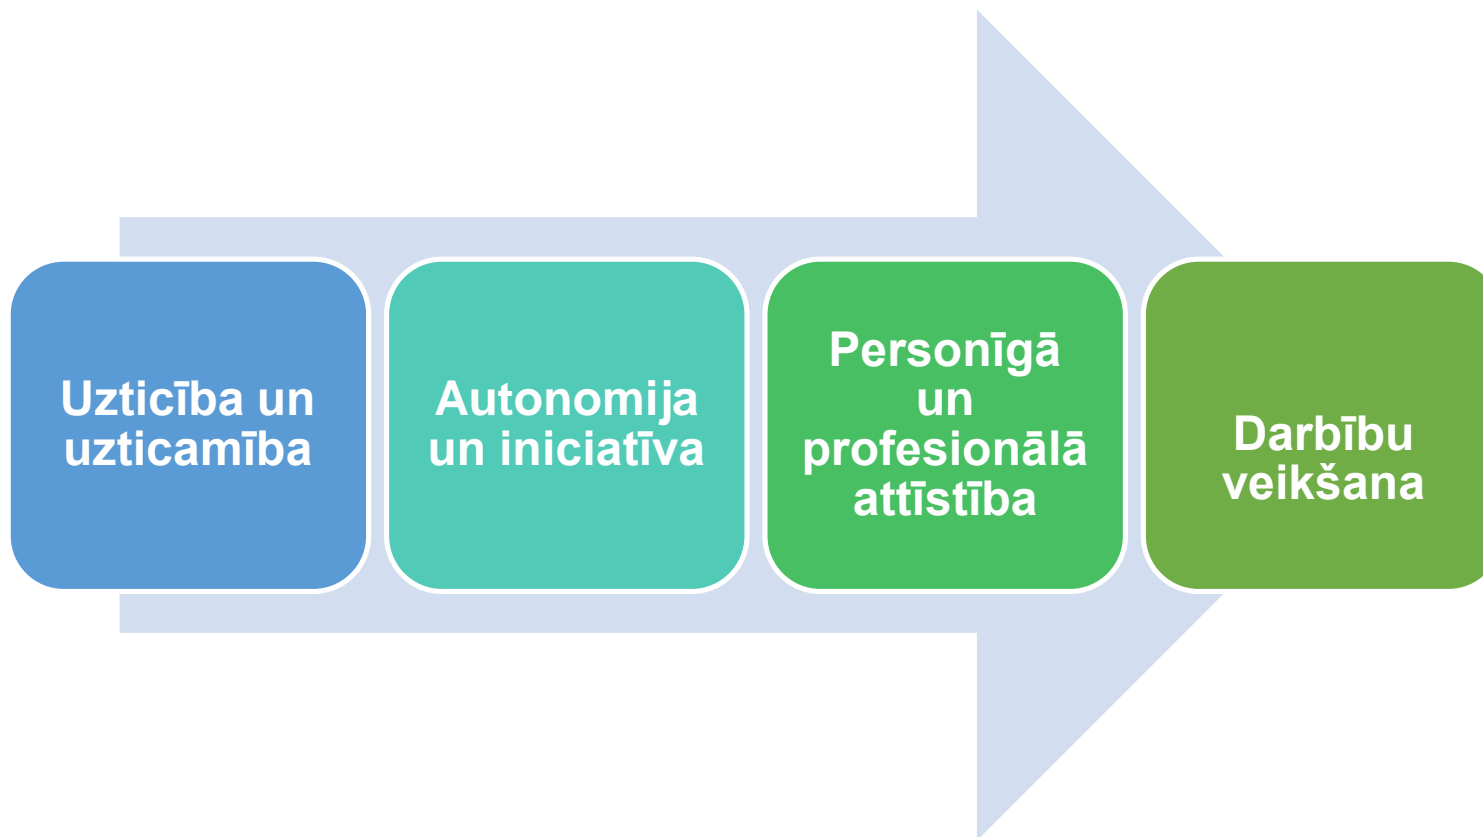 Uzticība un
uzticamība
Autonomija
un iniciatīva
Personīgā
un
profesionālā
attīstība
Darbību
veikšana